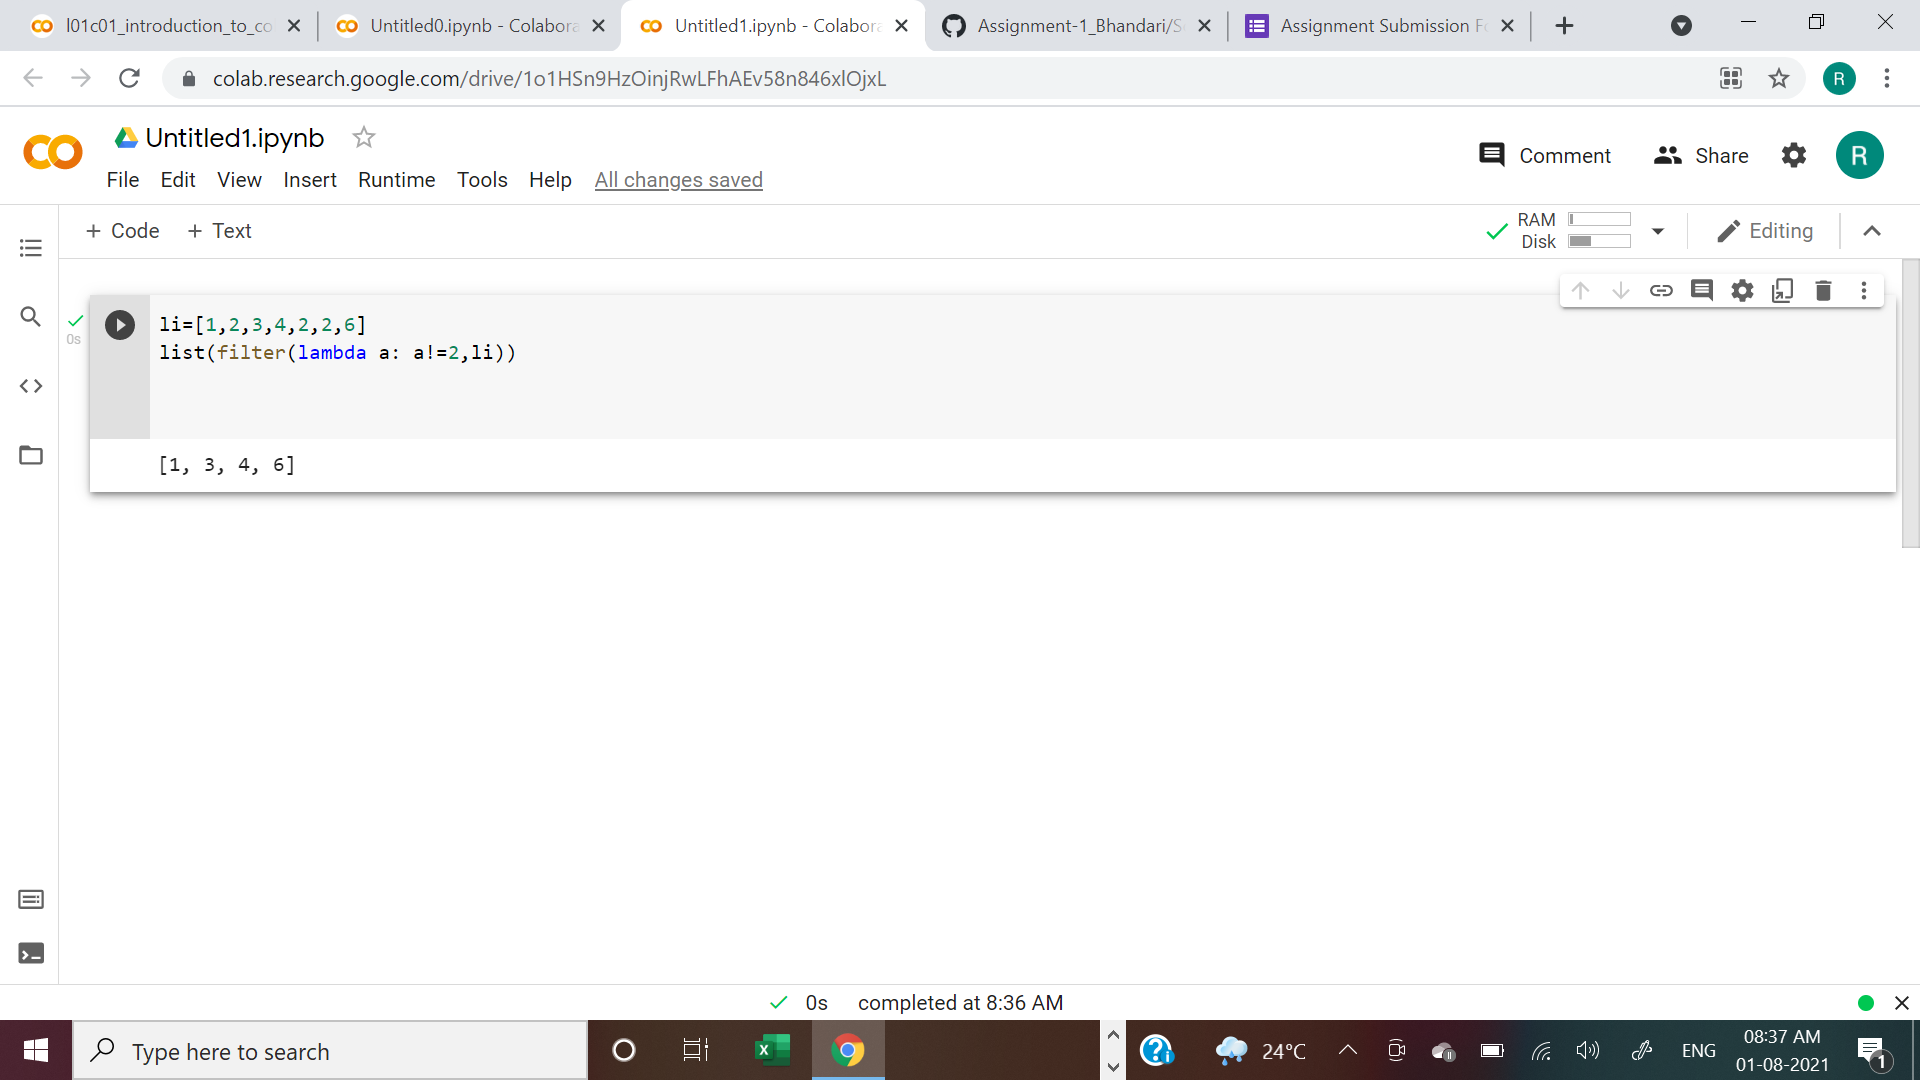 l01c01_introduction_to_co
Untitled0.ipynb - Colabora
Untitled1.ipynb - Colabora
Assignment-1_Bhandari/S
Assignment Submission F
colab.research.google.com/drive/1o1HSn9HzOinjRwLFhAEv58n846xlOjxL
R
Untitled1.ipynb
Comment
Share
R
File Edit View Insert Runtime Tools Help All changes saved
+ Code + Text
RAM
Disk
Editing
li=[1,2,3,4,2,2,6]
0s
list(filter(lambda a: a!=2,li))
[1, 3, 4, 6]
0s completed at 8:36 AM
Type here to search
24°C
ENG
08:37 AM
01-08-2021
1